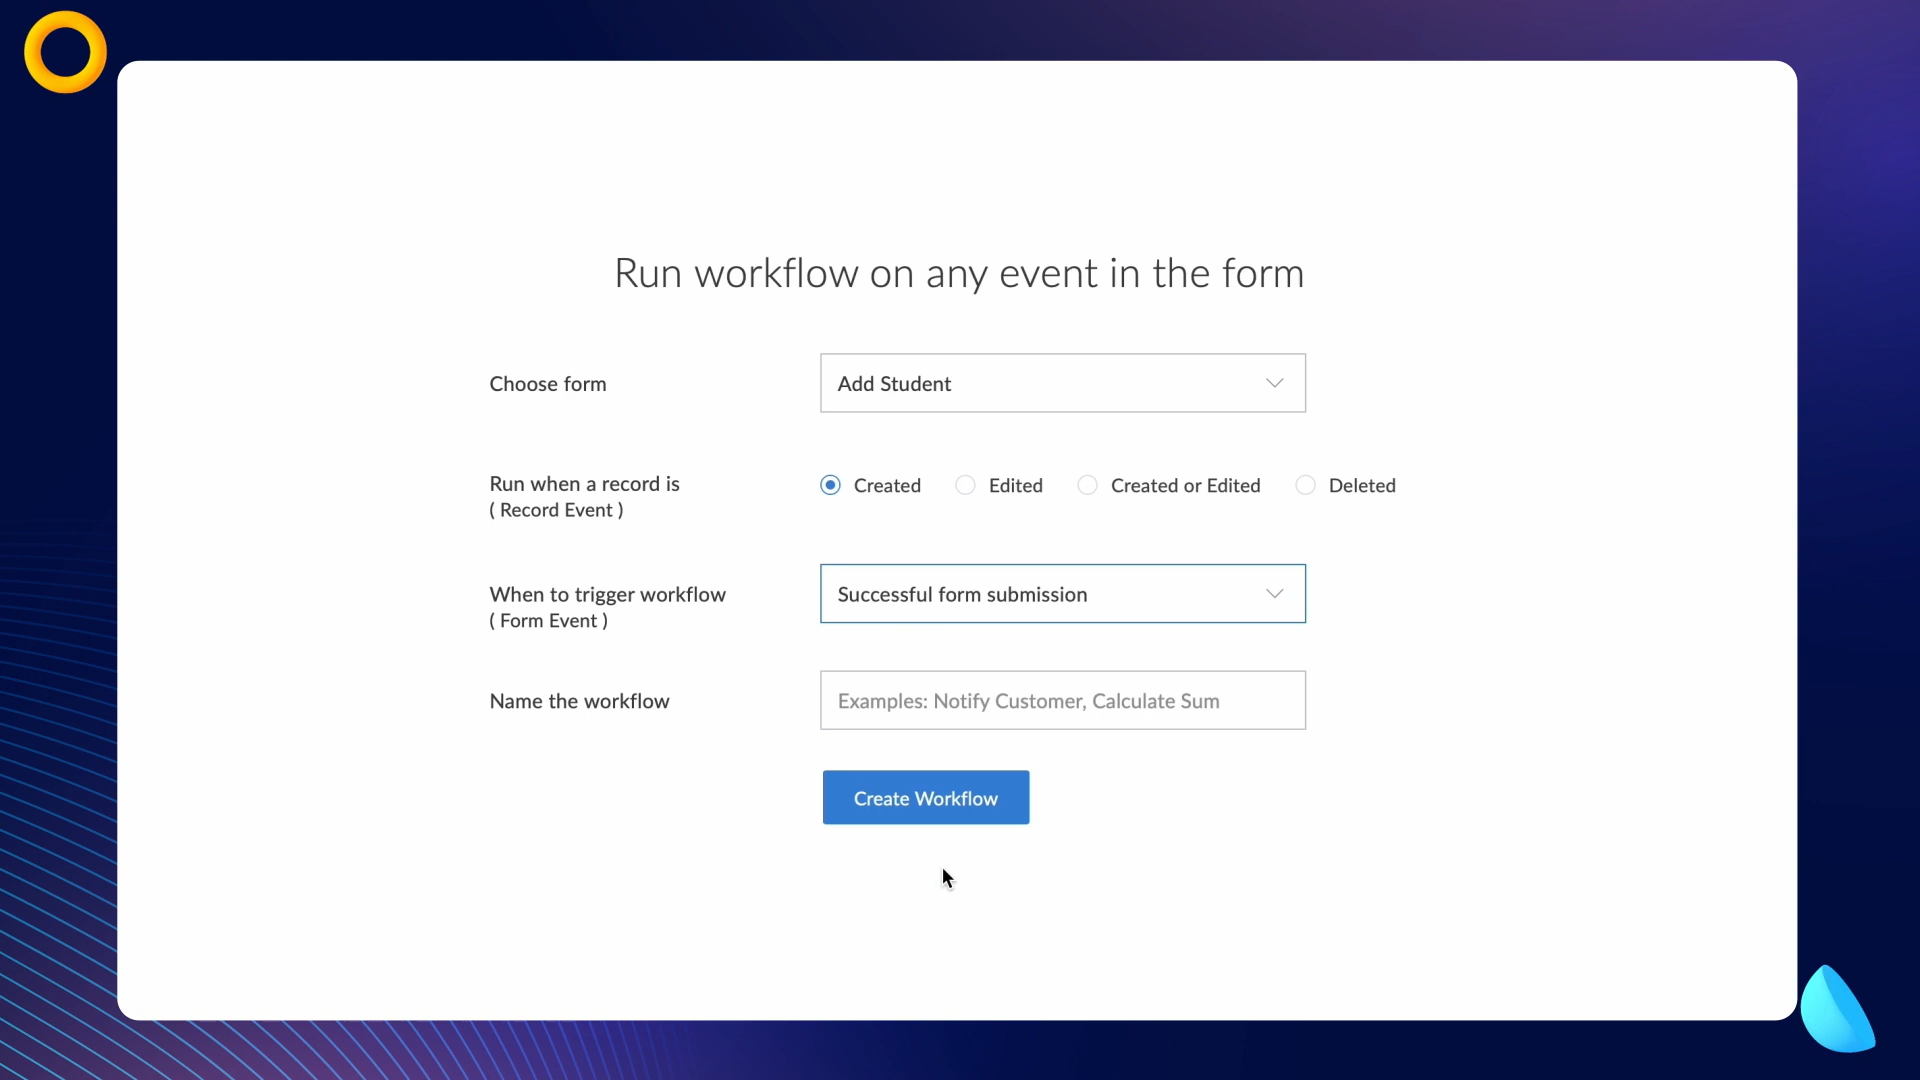 Run workflow on any event in the form
Choose form
Add Student
Run when a record is
( Record Event )
Created
Edited
Created or Edited
Deleted
When to trigger workflow
( Form Event )
Successful form submission
Name the workflow
Examples: Notify Customer, Calculate Sum
Create Workflow